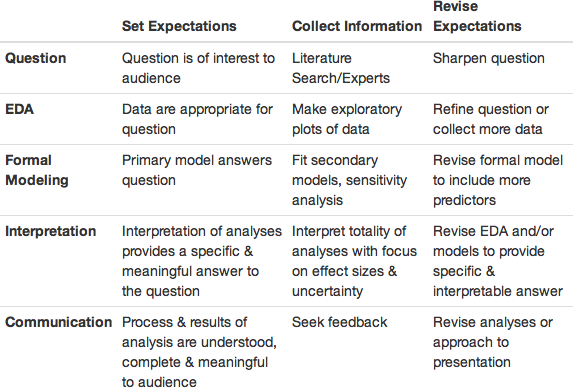 Set Expectations Collect Information Revise Expectations
Question
Question is of interest to
audience
Literature
Search/Experts
Sharpen question
EDA
Data are appropriate for
question
Make exploratory
plots of data
Refine question or
collect more data
Formal
Modeling
Primary model answers
question
Fit secondary
models, sensitivity
analysis
Revise formal model
to include more
predictors
Interpretation
Interpretation of analyses
provides a specific &
meaningful answer to
the question
Interpret totality of
analyses with focus
on effect sizes &
uncertainty
Revise EDA and/or
models to provide
specific &
interpretable answer
Communication
Process & results of
analysis are understood,
complete & meaningful
to audience
Seek feedback
Revise analyses or
approach to
presentation